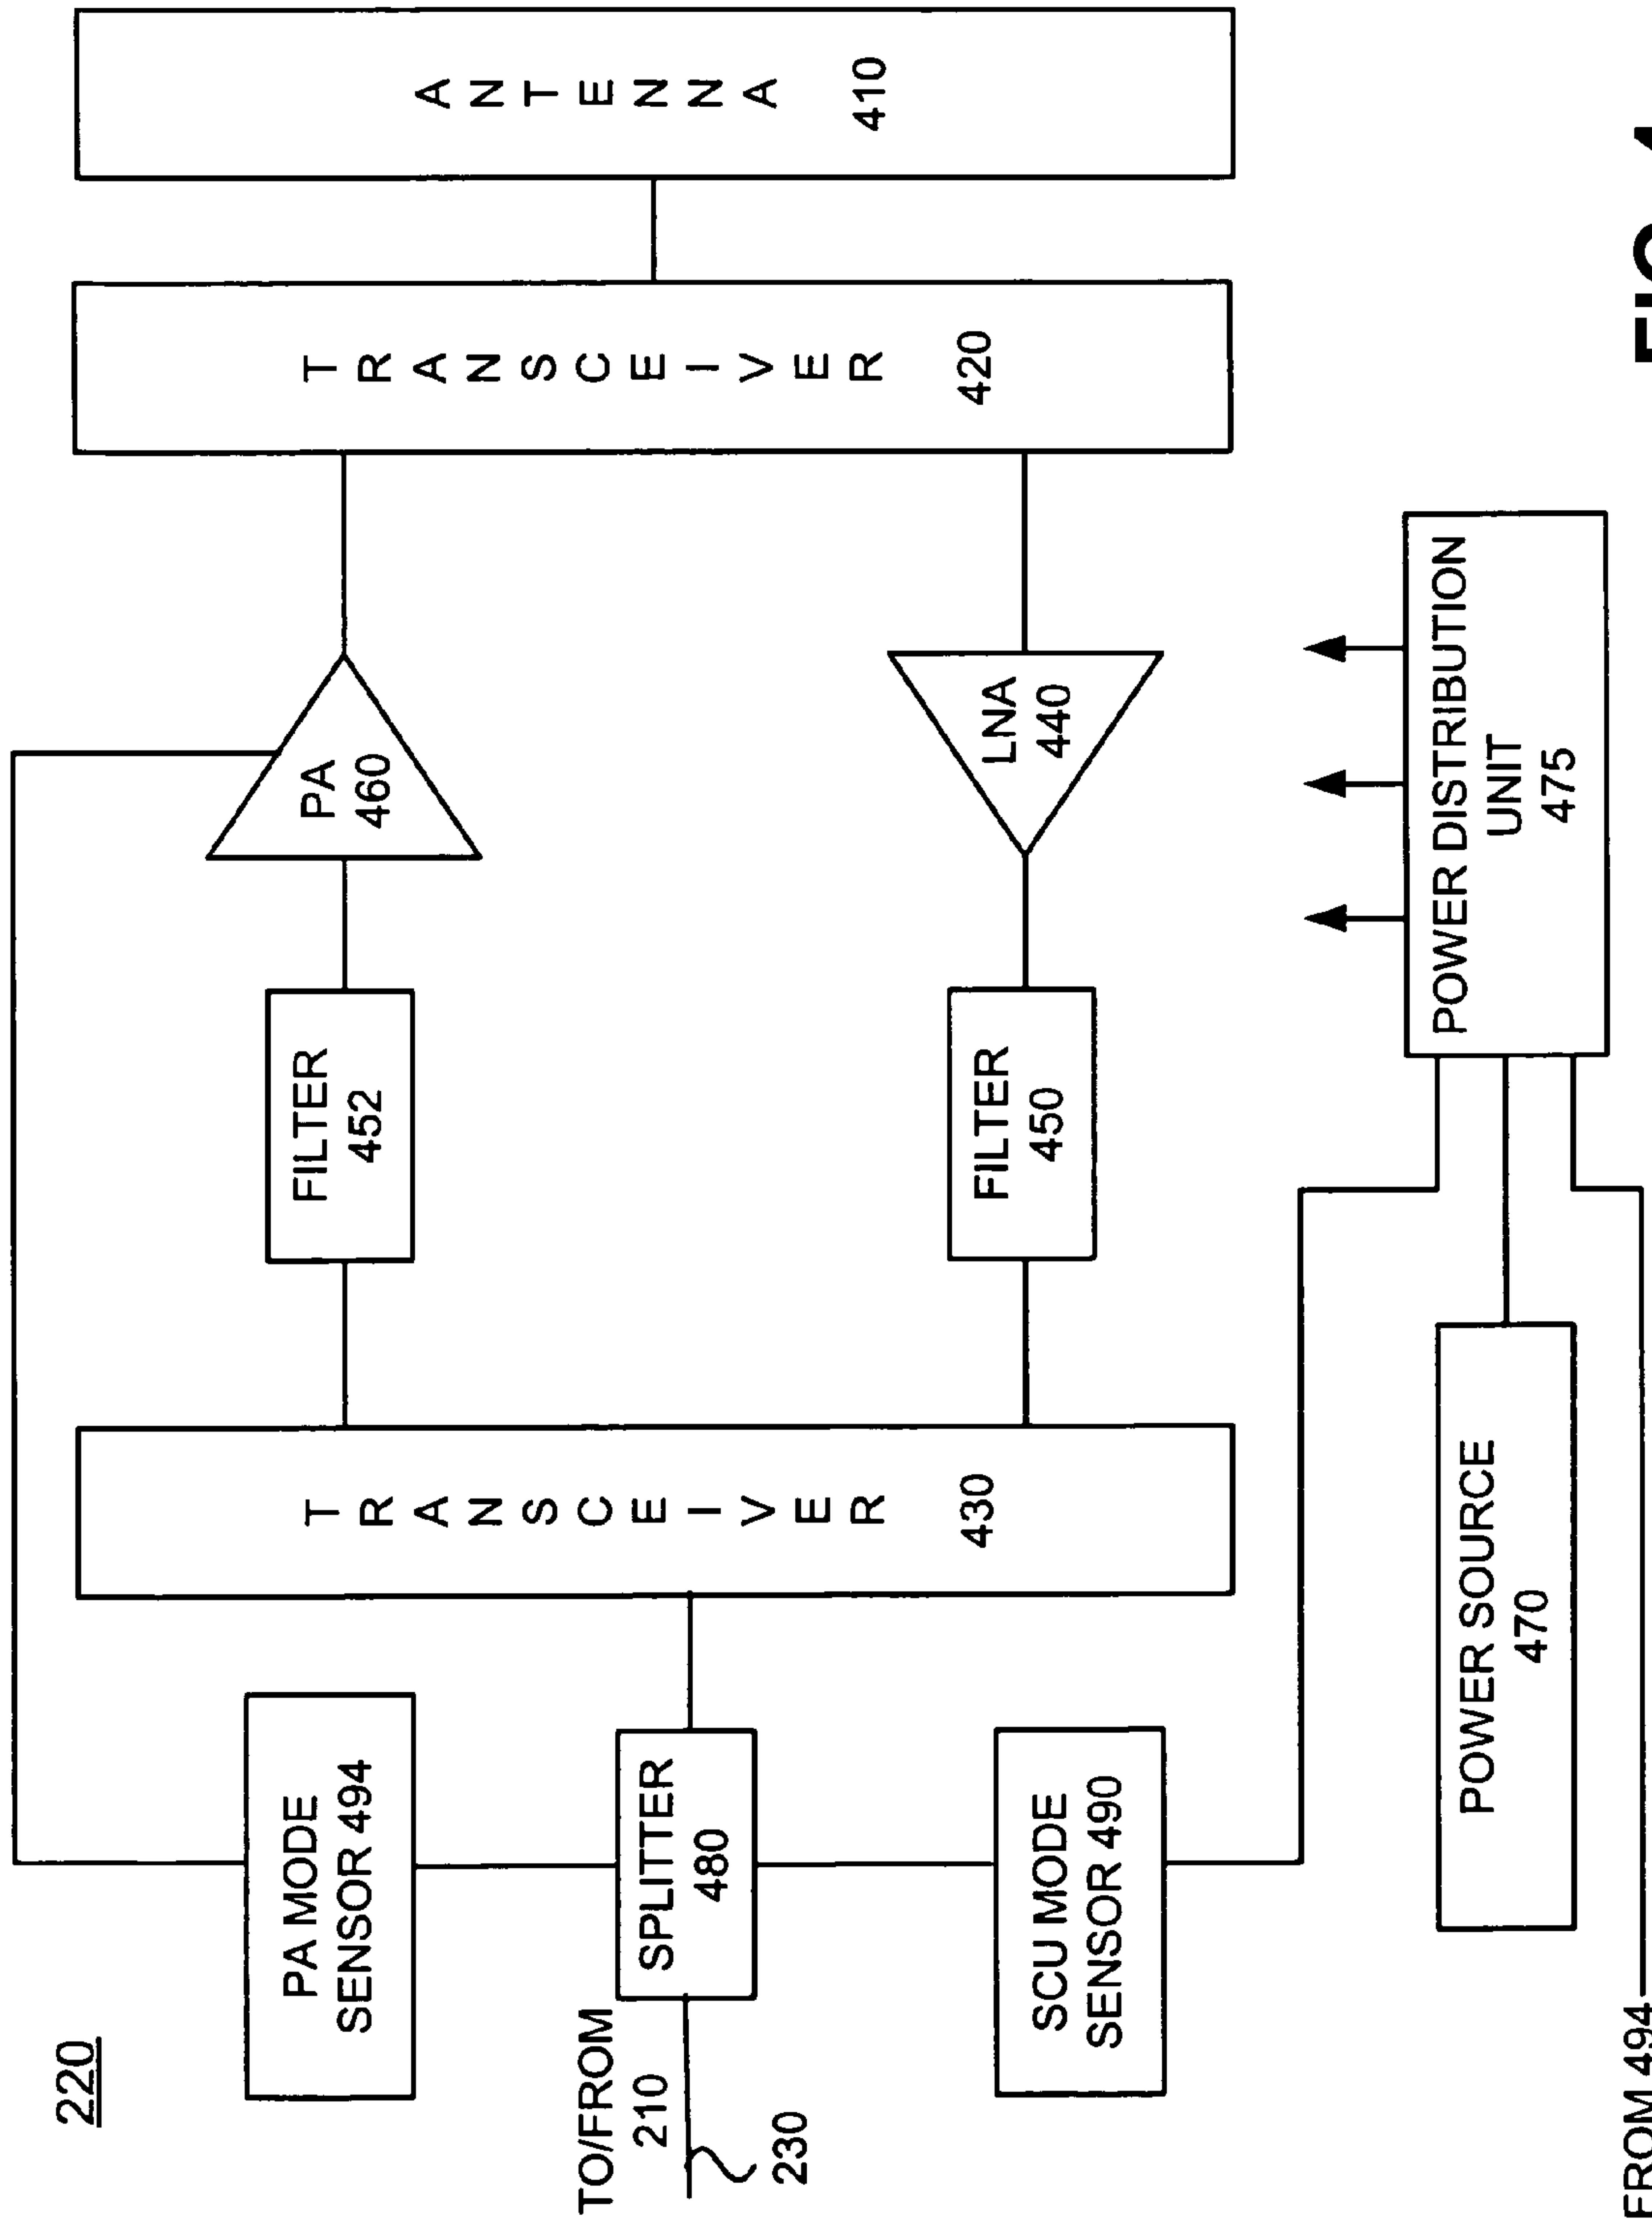 220
PA MODE
SENSOR 494
TO/FROM
210
230
SPLITTER
480
SCU MODE
SENSOR 490
TRANSCEIVER
430
FILTER
452
FILTER
450
PA
460
LNA
440
TRANSCEIVER
420
ANTENNA
410
POWER SOURCE
470
POWER DISTRIBUTION
UNIT
475
FROM 494